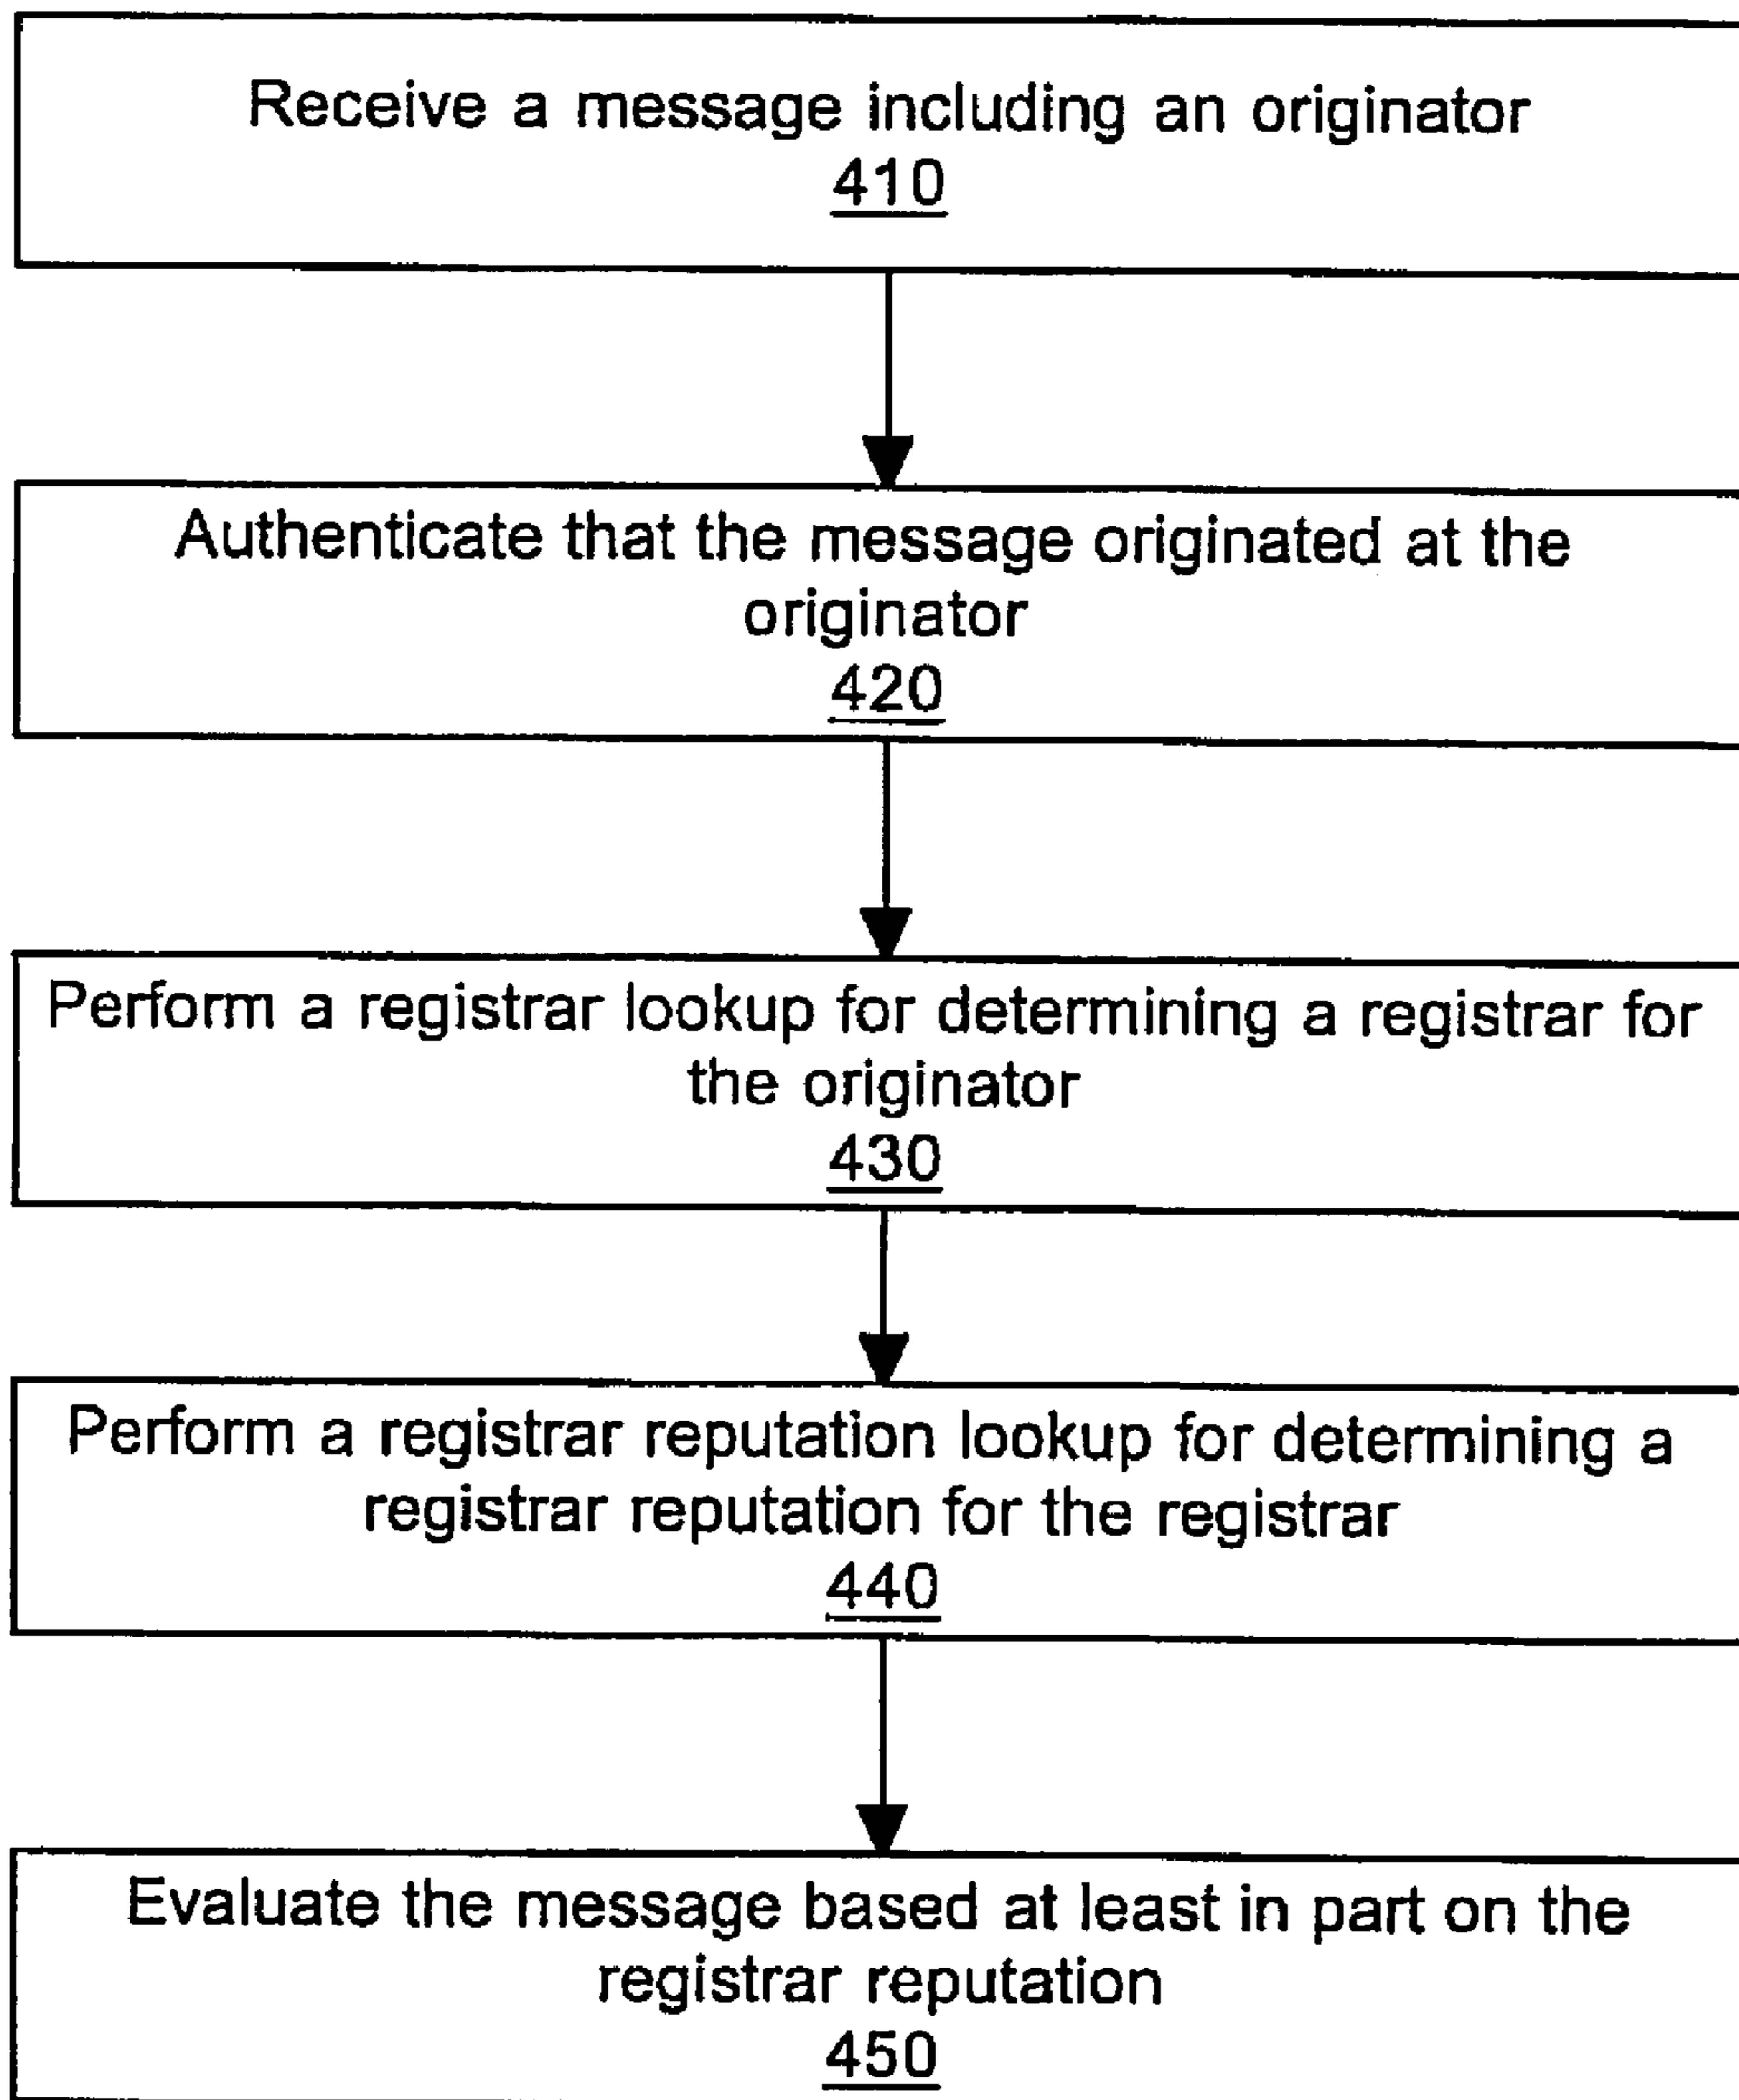 Receive a message including an originator
410
Authenticate that the message originated at the
originator
420
Perform a registrar lookup for determining a registrar for
the originator
430
Perform a registrar reputation lookup for determining a
registrar reputation for the registrar
440
Evaluate the message based at least in part on the
registrar reputation
450